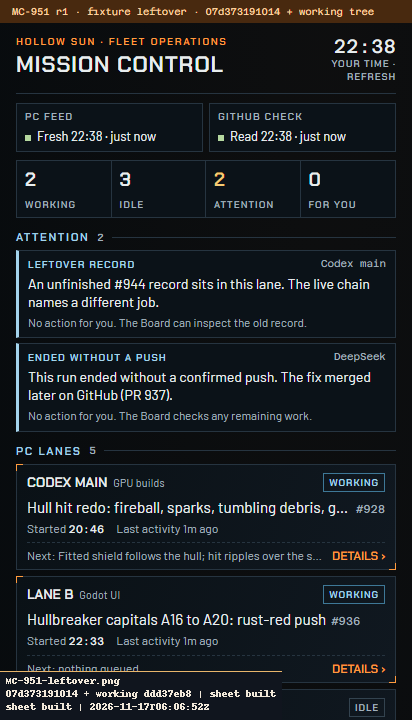 MC-951 r1 · fixture leftover · 07d373191014 + working tree
HOLLOW SUN · FLEET OPERATIONS
MISSION CONTROL
22:38
YOUR TIME ·
REFRESH
PC FEED
Fresh 22:38 · just now
GITHUB CHECK
Read 22:38 · just now
2
WORKING
3
IDLE
2
ATTENTION
0
FOR YOU
ATTENTION 2
LEFTOVER RECORD
Codex main
An unfinished #944 record sits in this lane. The live chain
names a different job.
No action for you. The Board can inspect the old record.
ENDED WITHOUT A PUSH
DeepSeek
This run ended without a confirmed push. The fix merged
later on GitHub (PR 937).
No action for you. The Board checks any remaining work.
PC LANES 5
CODEX MAIN GPU builds
WORKING
Hull hit redo: fireball, sparks, tumbling debris, g... #928
Started 20:46 Last activity 1m ago
Next: Fitted shield follows the hull; hit ripples over the s...
DETAILS ›
LANE B Godot UI
WORKING
Hullbreaker capitals A16 to A20: rust-red push #936
Started 22:33 Last activity 1m ago
Next: nothing queued
DETAILS ›
IDLE
MC-951-leftover.png
07d373191014 + working ddd37eb8 | sheet built
sheet built | 2026-11-17T06:06:52Z